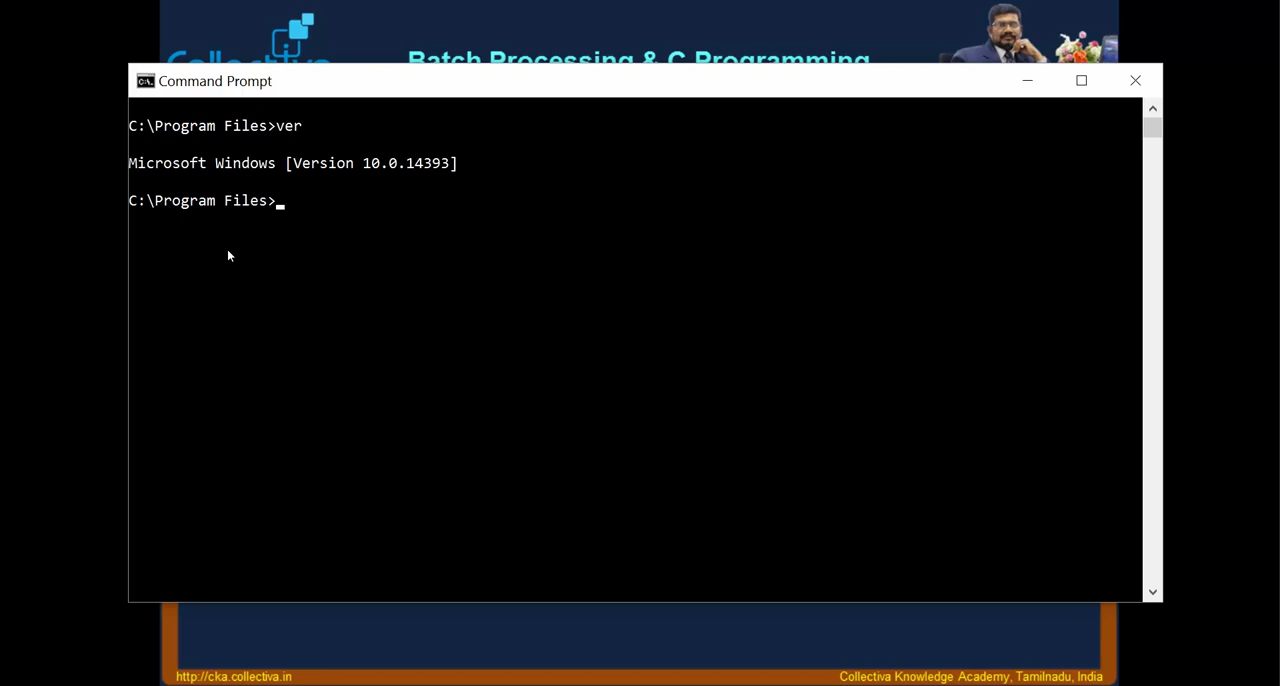 Collectiva
Batch Processing & C Programming
Command Prompt
C:\Program Files>ver
Microsoft Windows [Version 10.0.14393]
C:\Program Files>
http://cka.collectiva.in
Collectiva Knowledge Academy, Tamilnadu, India